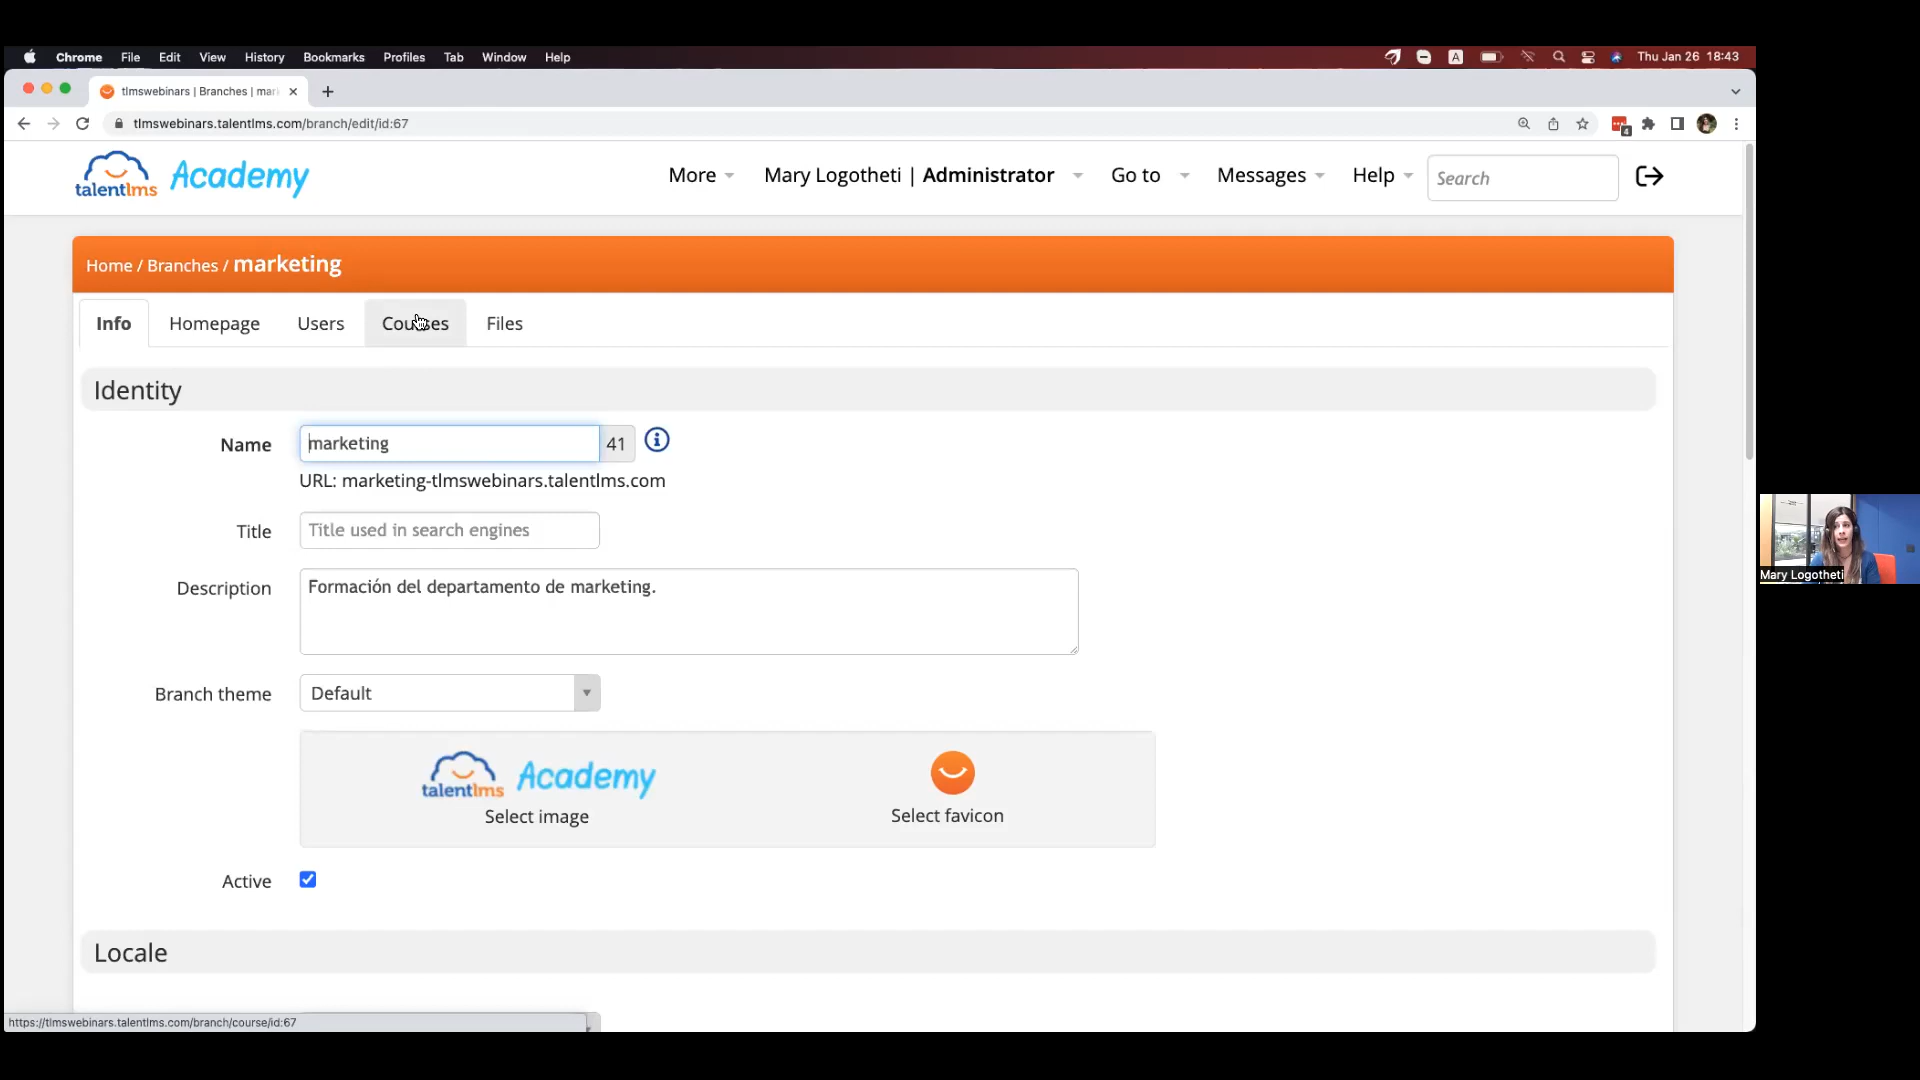 Chrome File Edit View History Bookmarks Profiles Tab Window Help
A
Thu Jan 26 18:43
tlmswebinars | Branches | mar
tlmswebinars.talentlms.com/branch/edit/id:67
4
talentlms Academy
More
Mary Logotheti | Administrator
Go to
Messages
Help
Search
Home / Branches / marketing
Info Homepage Users Courses Files
Identity
Name marketing 41
URL: marketing-tlmswebinars.talentlms.com
Title Title used in search engines
Description Formación del departamento de marketing.
Branch theme Default
talentlms Academy
Select image Select favicon
Active
Mary Logotheti
Locale
https://tlmswebinars.talentlms.com/branch/course/id:67